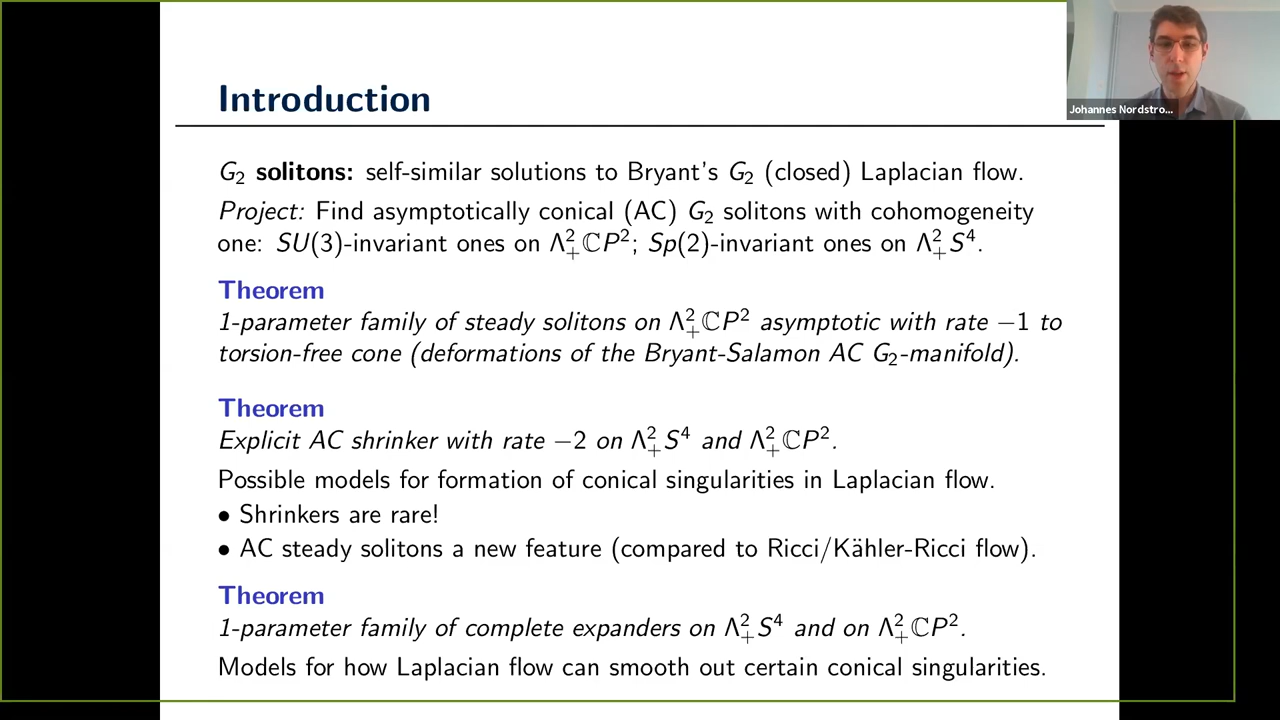 Introduction
Johannes Nordstro...
G₂ solitons: self-similar solutions to Bryant's G₂ (closed) Laplacian flow.
Project: Find asymptotically conical (AC) G₂ solitons with cohomogeneity
one: SU(3)-invariant ones on Λ²₊ℂP²; Sp(2)-invariant ones on Λ²₊S⁴.
Theorem
1-parameter family of steady solitons on Λ²₊ℂP² asymptotic with rate −1 to
torsion-free cone (deformations of the Bryant-Salamon AC G₂-manifold).
Theorem
Explicit AC shrinker with rate −2 on Λ²₊S⁴ and Λ²₊ℂP².
Possible models for formation of conical singularities in Laplacian flow.
• Shrinkers are rare!
• AC steady solitons a new feature (compared to Ricci/Kähler-Ricci flow).
Theorem
1-parameter family of complete expanders on Λ²₊S⁴ and on Λ²₊ℂP².
Models for how Laplacian flow can smooth out certain conical singularities.